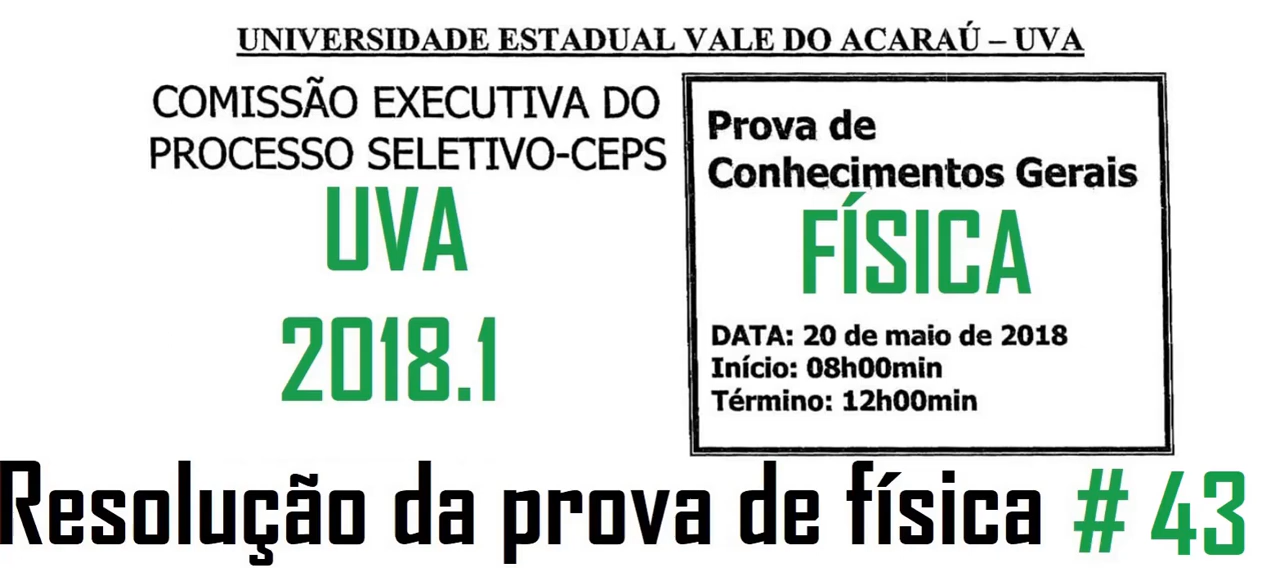 UNIVERSIDADE ESTADUAL VALE DO ACARAÚ – UVA
COMISSÃO EXECUTIVA DO
PROCESSO SELETIVO-CEPS
UVA
2018.1
Prova de
Conhecimentos Gerais
FÍSICA
DATA: 20 de maio de 2018
Início: 08h00min
Término: 12h00min
Resolução da prova de física # 43